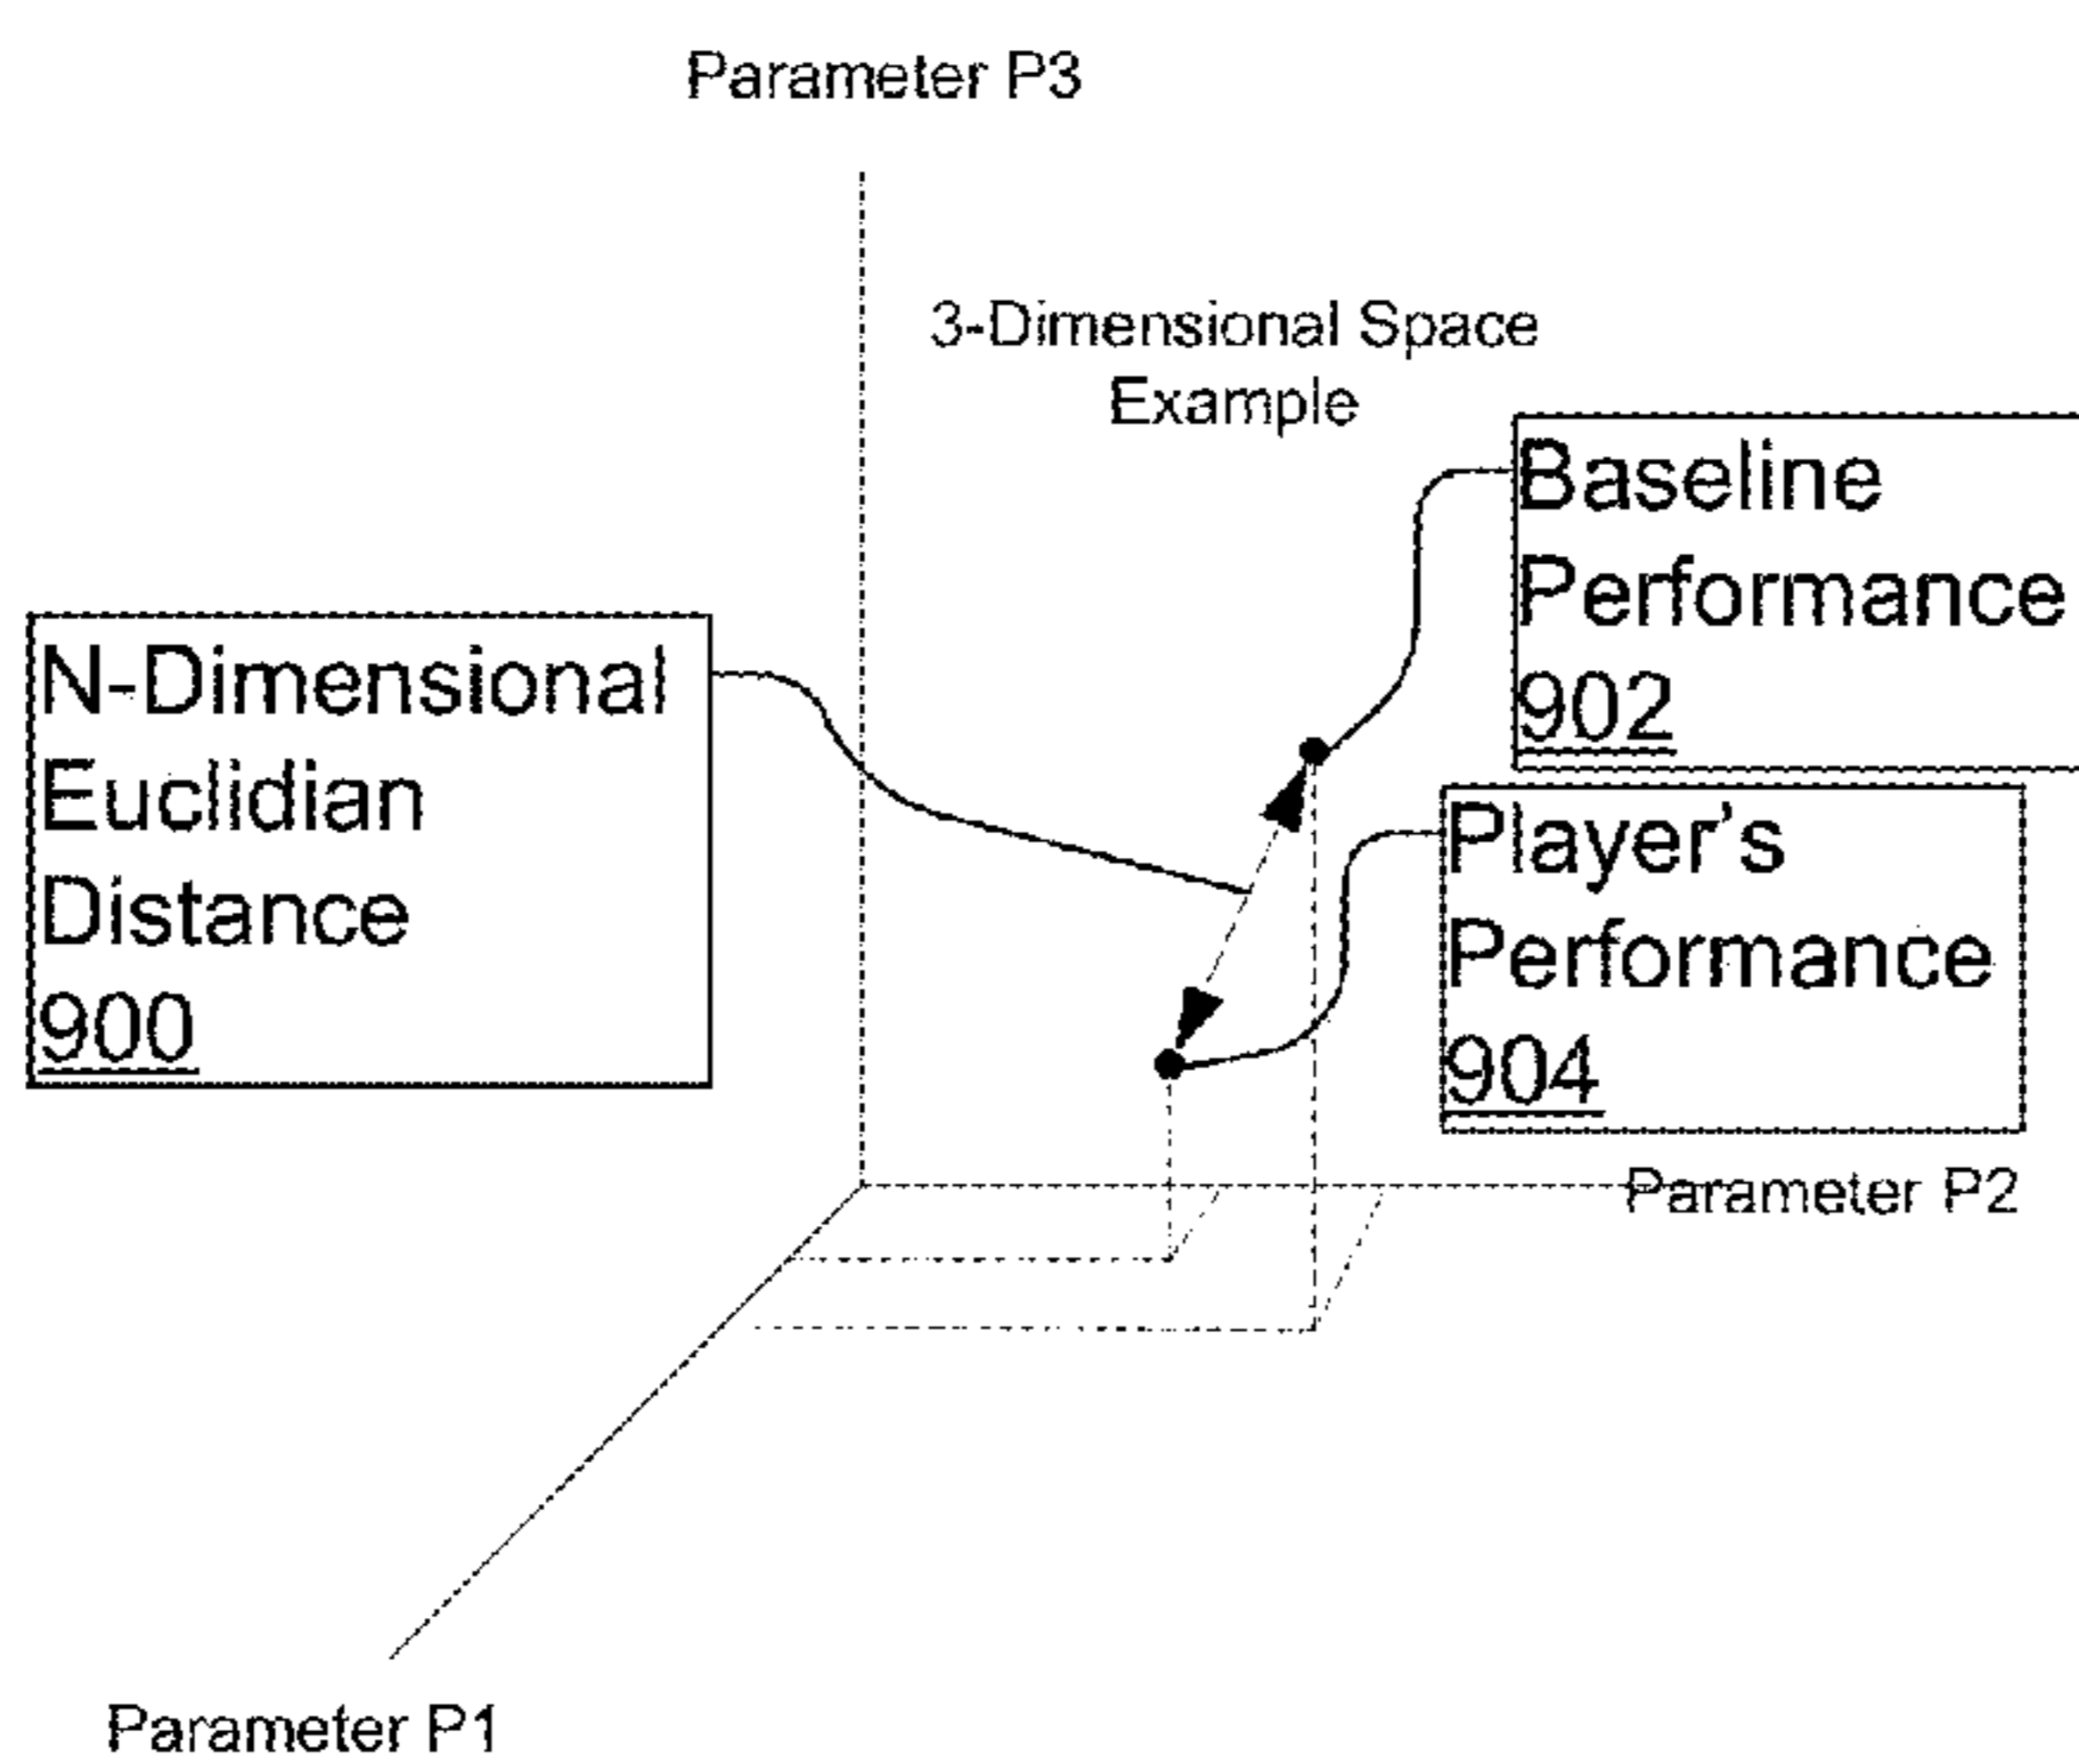 Parameter P3
3-Dimensional Space
Example
Baseline
Performance
902
N-Dimensional
Euclidian
Distance
900
Player's
Performance
904
Parameter P2
Parameter P1